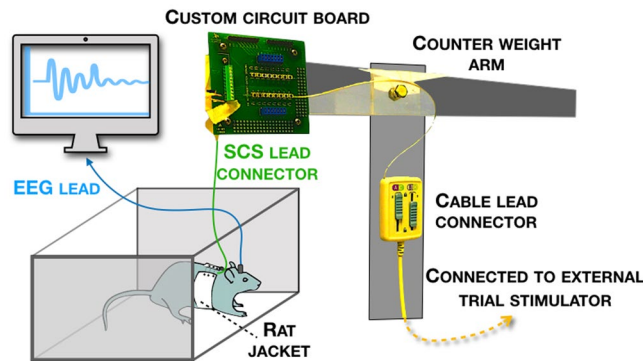 CUSTOM CIRCUIT BOARD
COUNTER WEIGHT
ARM
SCS LEAD
CONNECTOR
EEG LEAD
CABLE LEAD
CONNECTOR
CONNECTED TO EXTERNAL
TRIAL STIMULATOR
RAT
JACKET